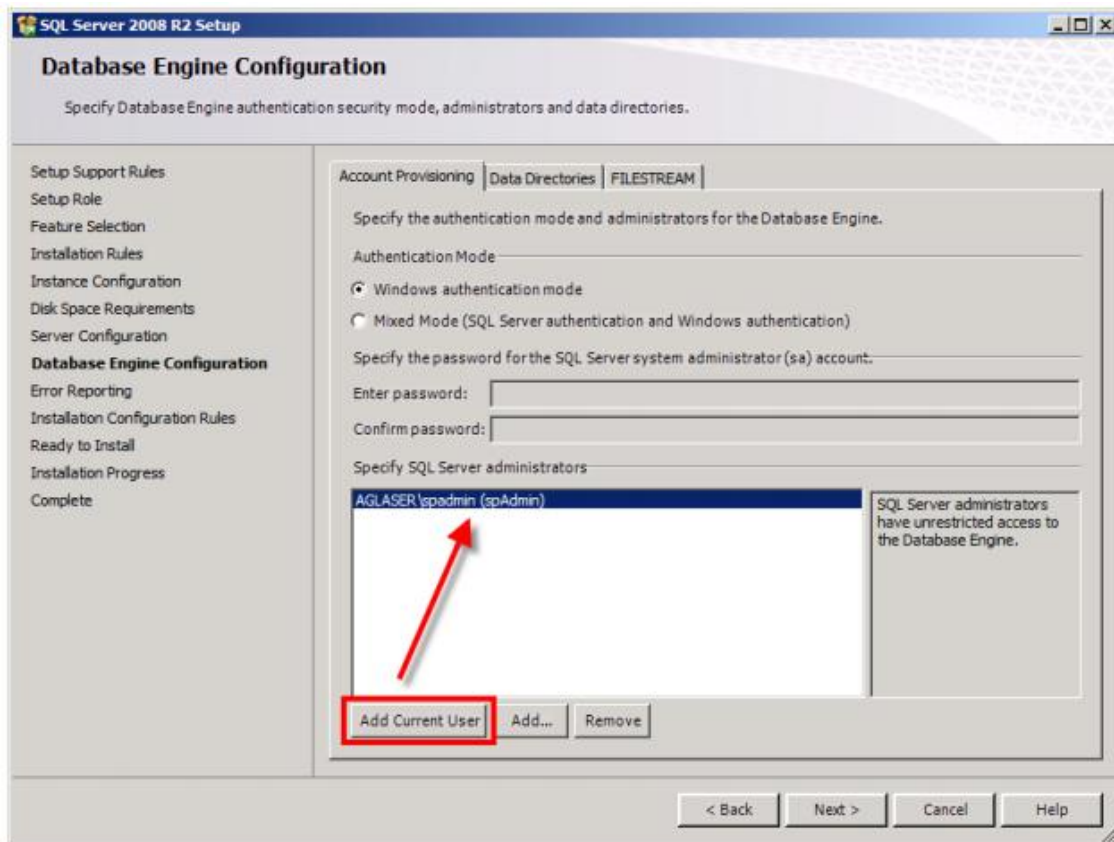 SQL Server 2008 R2 Setup
Database Engine Configuration
Specify Database Engine authentication security mode, administrators and data directories.
Setup Support Rules
Setup Role
Feature Selection
Installation Rules
Instance Configuration
Disk Space Requirements
Server Configuration
Database Engine Configuration
Error Reporting
Installation Configuration Rules
Ready to Install
Installation Progress
Complete
Account Provisioning Data Directories FILESTREAM
Specify the authentication mode and administrators for the Database Engine.
Authentication Mode
Windows authentication mode
Mixed Mode (SQL Server authentication and Windows authentication)
Specify the password for the SQL Server system administrator (sa) account.
Enter password:
Confirm password:
Specify SQL Server administrators
AGLASER\spadmin (spAdmin)
SQL Server administrators
have unrestricted access to
the Database Engine.
Add Current User Add... Remove
< Back Next > Cancel Help